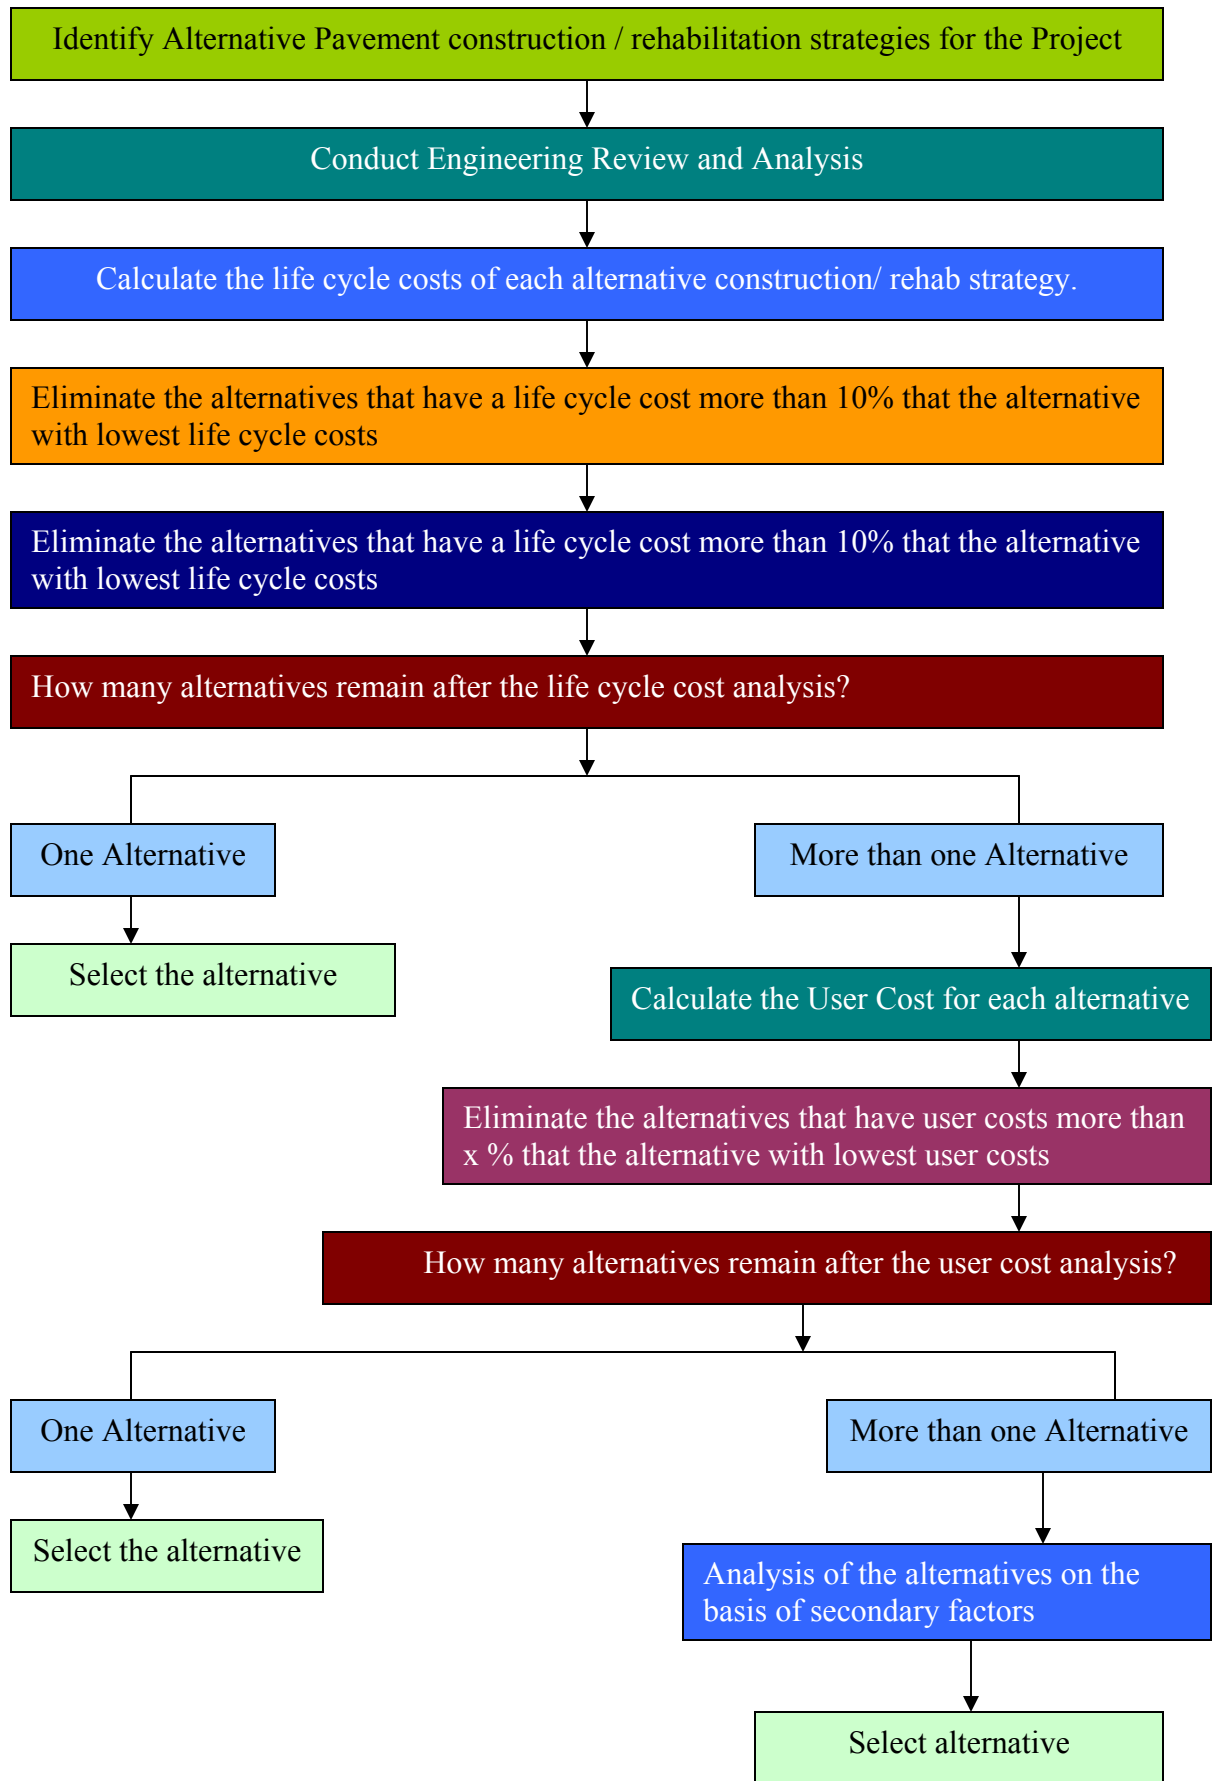 Identify Alternative Pavement construction / rehabilitation strategies for the Project
Conduct Engineering Review and Analysis
Calculate the life cycle costs of each alternative construction/ rehab strategy.
Eliminate the alternatives that have a life cycle cost more than 10% that the alternative
with lowest life cycle costs
Eliminate the alternatives that have a life cycle cost more than 10% that the alternative
with lowest life cycle costs
How many alternatives remain after the life cycle cost analysis?
One Alternative
More than one Alternative
Select the alternative
Calculate the User Cost for each alternative
Eliminate the alternatives that have user costs more than
x % that the alternative with lowest user costs
How many alternatives remain after the user cost analysis?
One Alternative
More than one Alternative
Select the alternative
Analysis of the alternatives on the
basis of secondary factors
Select alternative